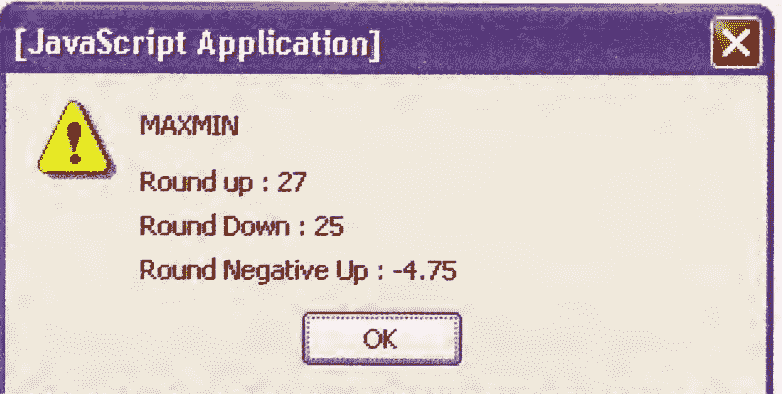 [JavaScript Application]
MAXMIN
Round up : 27
Round Down : 25
Round Negative Up : -4.75
OK